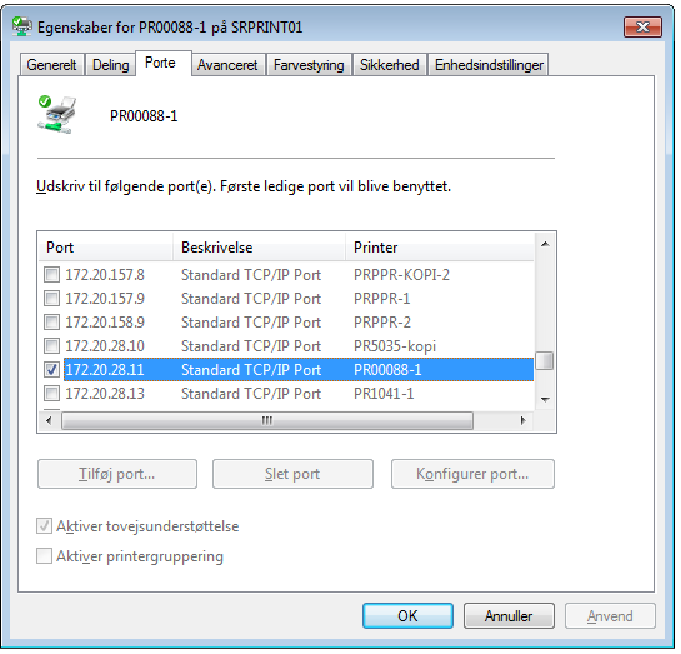 Egenskaber for PR00088-1 på SRPRINT01
Generelt Deling Porte Avanceret Farvestyring Sikkerhed Enhedsindstillinger
PR00088-1
Udskriv til følgende port(e). Første ledige port vil blive benyttet.
Port Beskrivelse Printer
172.20.157.8 Standard TCP/IP Port PRPPR-KOPI-2
172.20.157.9 Standard TCP/IP Port PRPPR-1
172.20.158.9 Standard TCP/IP Port PRPPR-2
172.20.28.10 Standard TCP/IP Port PR5035-kopi
172.20.28.11 Standard TCP/IP Port PR00088-1
172.20.28.13 Standard TCP/IP Port PR1041-1
Tilføj port... Slet port Konfigurer port...
Aktiver tovejsunderstøttelse
Aktiver printergruppering
OK Annuller Anvend